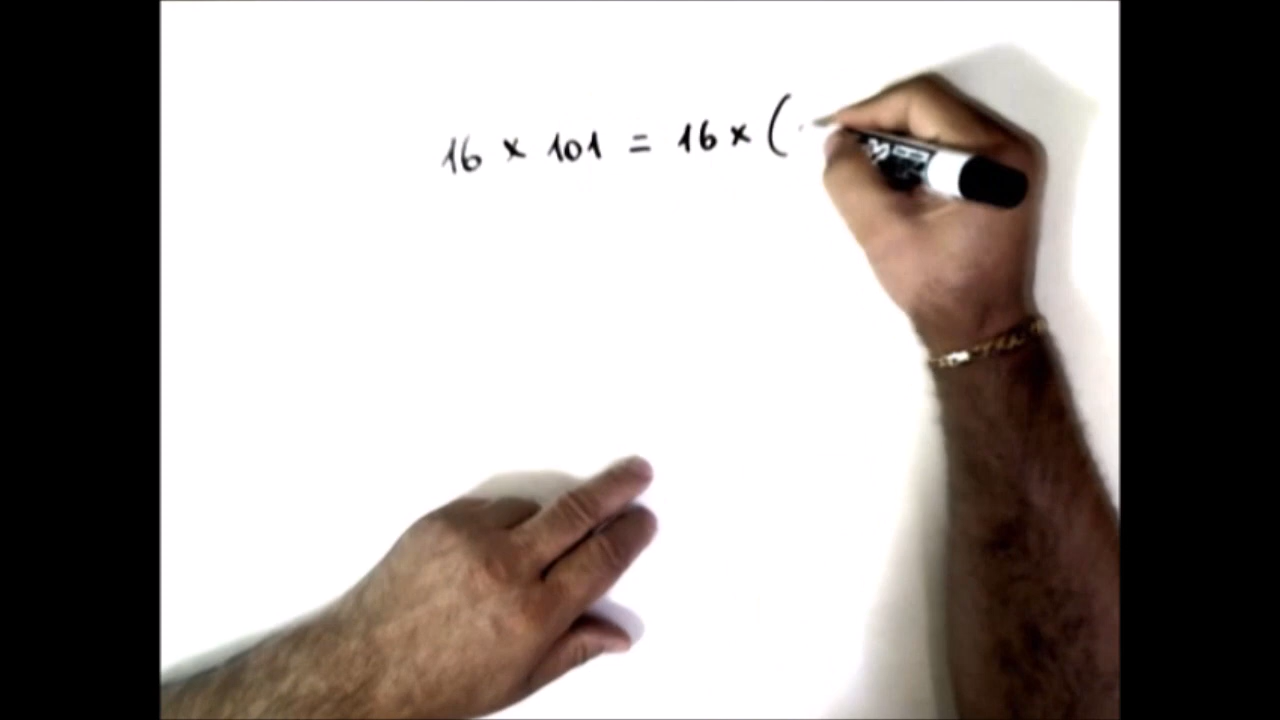 16 × 101 = 16 × (